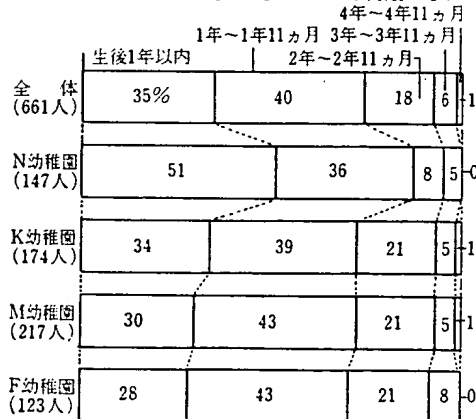 4年〜4年11ヵ月
1年〜1年11ヵ月 3年〜3年11ヵ月
生後1年以内 2年〜2年11ヵ月
全体 35% 40 18 6 1
(661人)
N幼稚園 51 36 8 5 0
(147人)
K幼稚園 34 39 21 5 1
(174人)
M幼稚園 30 43 21 5 1
(217人)
F幼稚園 28 43 21 8 0
(123人)